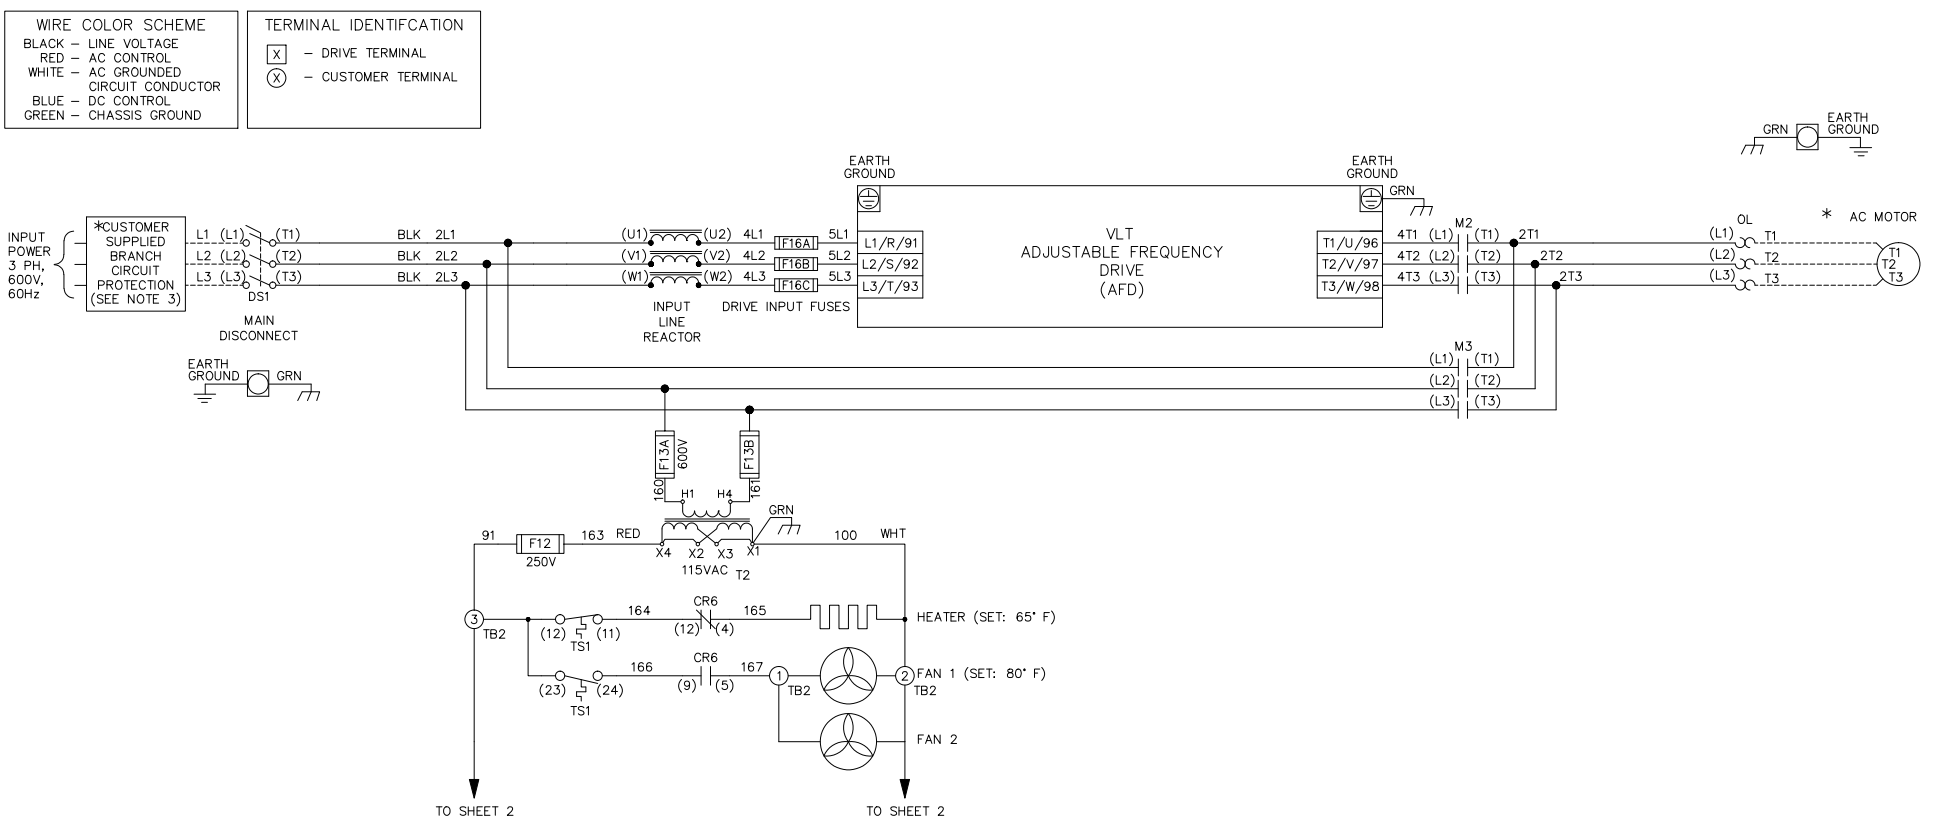 WIRE COLOR SCHEME
BLACK – LINE VOLTAGE
RED – AC CONTROL
WHITE – AC GROUNDED
CIRCUIT CONDUCTOR
BLUE – DC CONTROL
GREEN – CHASSIS GROUND
TERMINAL IDENTIFCATION
X – DRIVE TERMINAL
X – CUSTOMER TERMINAL
GRN
EARTH
GROUND
EARTH
GROUND
EARTH
GROUND
GRN
INPUT
POWER
3 PH,
600V,
60Hz
*CUSTOMER
SUPPLIED
BRANCH
CIRCUIT
PROTECTION
(SEE NOTE 3)
L1 (L1) (T1) BLK 2L1 (U1) (U2) 4L1 F16A 5L1 L1/R/91
L2 (L2) (T2) BLK 2L2 (V1) (V2) 4L2 F16B 5L2 L2/S/92
L3 (L3) (T3) BLK 2L3 (W1) (W2) 4L3 F16C 5L3 L3/T/93
DS1
MAIN
DISCONNECT
INPUT
LINE
REACTOR
DRIVE INPUT FUSES
VLT
ADJUSTABLE FREQUENCY
DRIVE
(AFD)
M2
T1/U/96 4T1 (L1) (T1) 2T1
T2/V/97 4T2 (L2) (T2) 2T2
T3/W/98 4T3 (L3) (T3) 2T3
OL
(L1) T1
(L2) T2
(L3) T3
* AC MOTOR
T1
T2
T3
EARTH
GROUND
GRN
M3
(L1) (T1)
(L2) (T2)
(L3) (T3)
F13A
600V
F13B
160
161
H1 H4
GRN
91 F12 163 RED
250V
X4 X2 X3 X1
100 WHT
115VAC T2
3
TB2
(12) (11)
TS1
164
CR6
(12) (4)
165
HEATER (SET: 65° F)
(23) (24)
TS1
166
CR6
(9) (5)
167
1
TB2
2
TB2
FAN 1 (SET: 80° F)
FAN 2
TO SHEET 2
TO SHEET 2